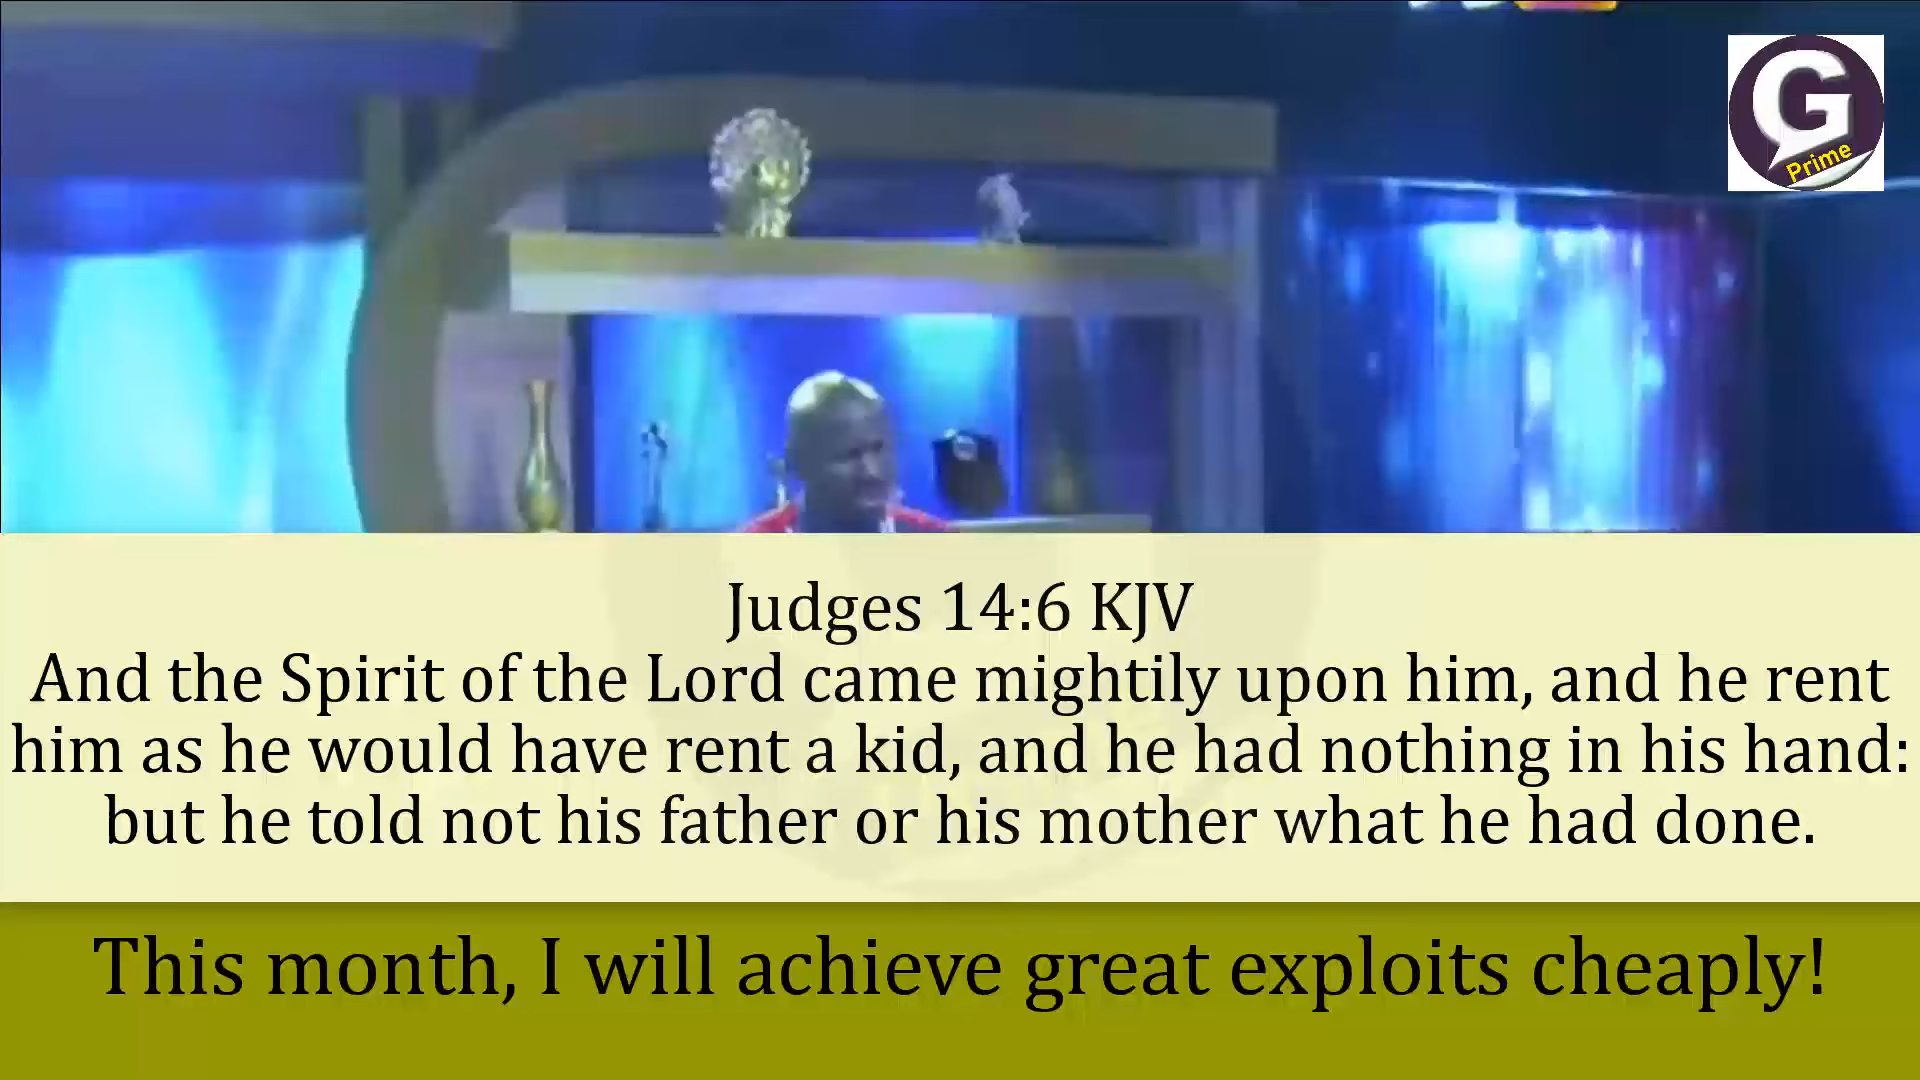 G
Prime
Judges 14:6 KJV
And the Spirit of the Lord came mightily upon him, and he rent
him as he would have rent a kid, and he had nothing in his hand:
but he told not his father or his mother what he had done.
This month, I will achieve great exploits cheaply!